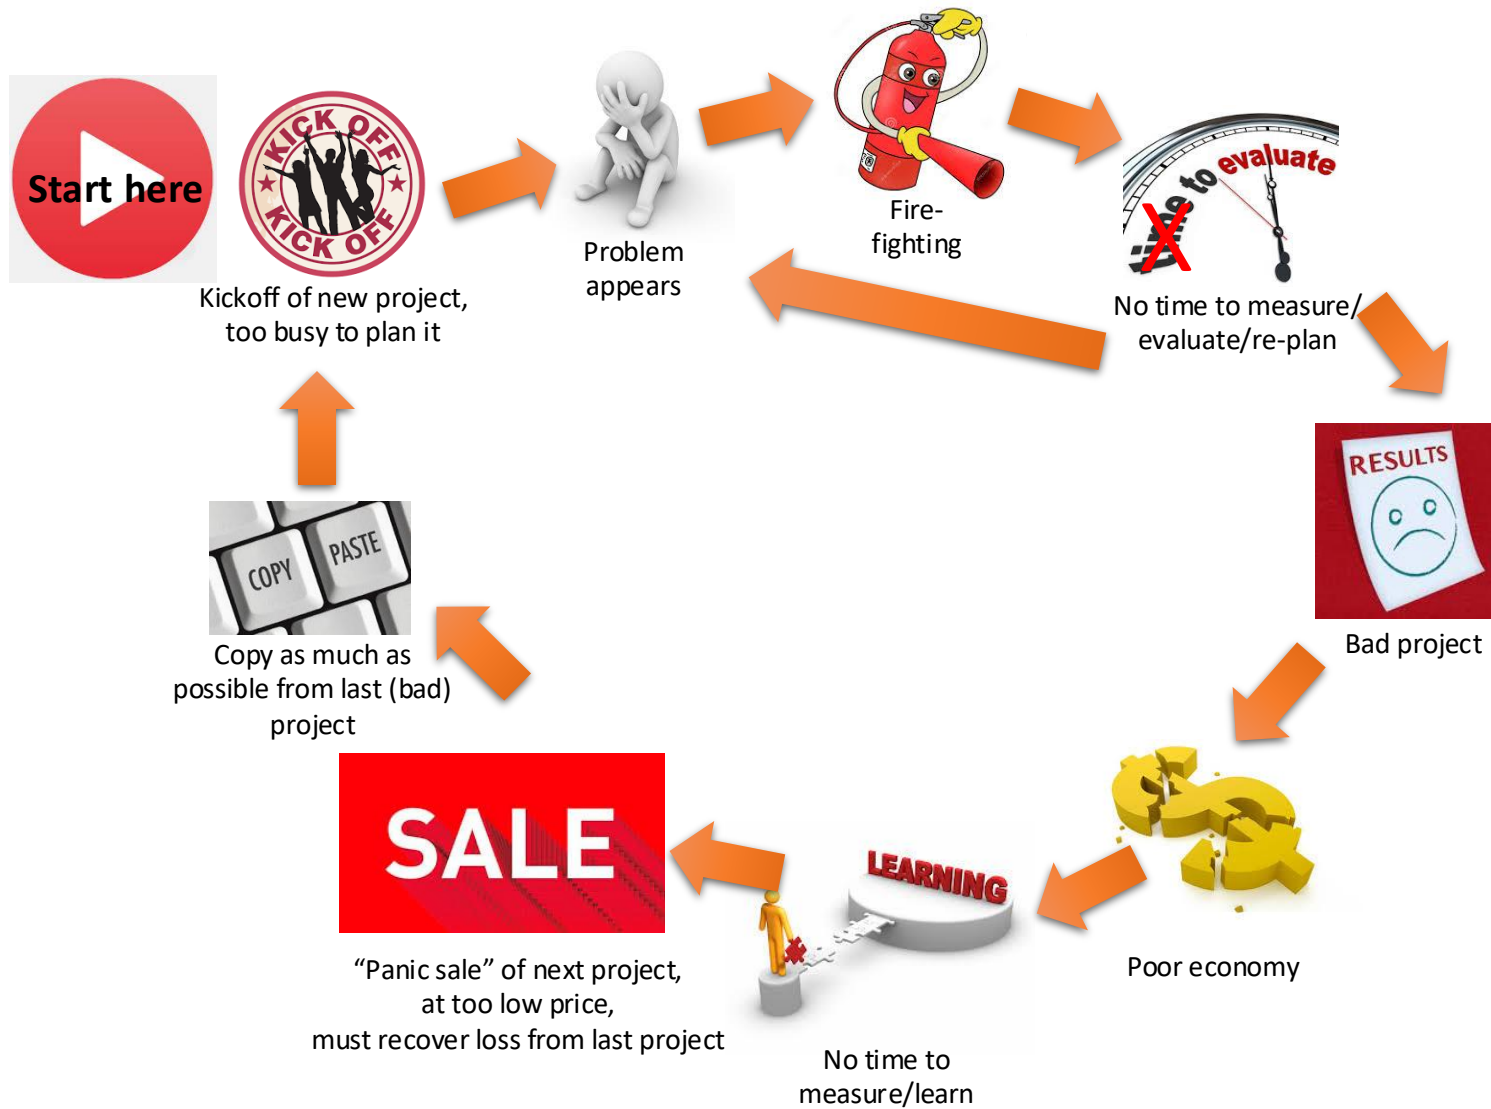 Start here
KICK OFF
KICK OFF
Kickoff of new project,
too busy to plan it
Problem
appears
Fire-
fighting
time to evaluate
X
No time to measure/
evaluate/re-plan
RESULTS
Bad project
Poor economy
LEARNING
No time to
measure/learn
SALE
“Panic sale” of next project,
at too low price,
must recover loss from last project
COPY
PASTE
Copy as much as
possible from last (bad)
project